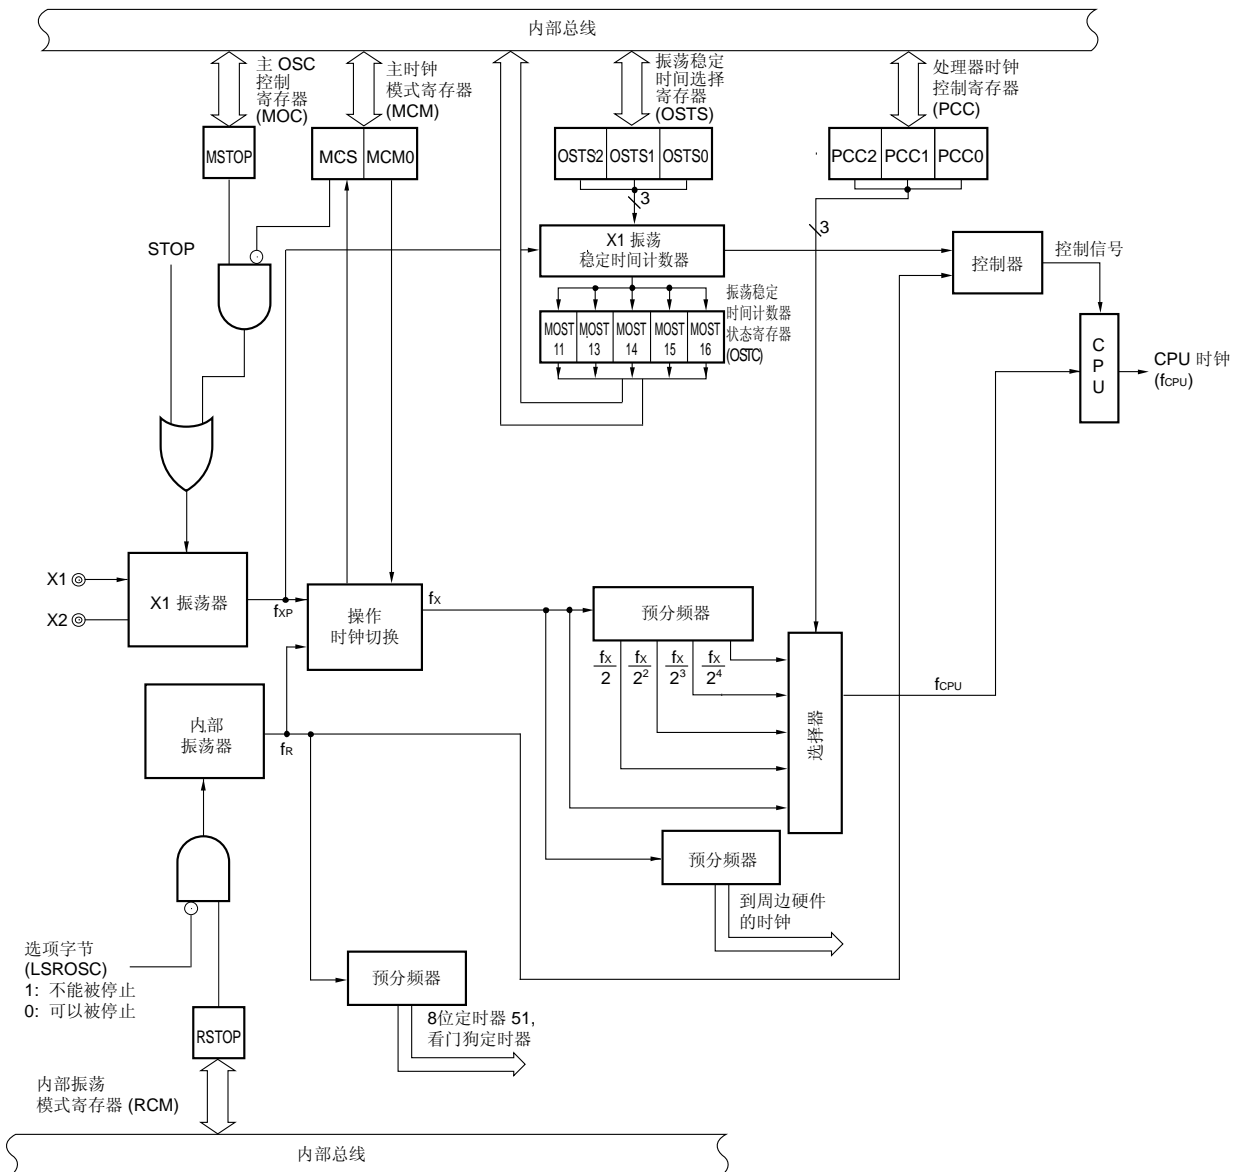 内部总线
主 OSC
控制
寄存器
(MOC)
主时钟
模式寄存器
(MCM)
振荡稳定
时间选择
寄存器
(OSTS)
处理器时钟
控制寄存器
(PCC)
MSTOP
MCS
MCM0
OSTS2
OSTS1
OSTS0
PCC2
PCC1
PCC0
3
3
STOP
X1 振荡
稳定时间计数器
控制器
控制信号
振荡稳定
时间计数器
状态寄存器
(OSTC)
MOST
11
MOST
13
MOST
14
MOST
15
MOST
16
CPU
CPU 时钟
(fCPU)
X1
X2
X1 振荡器
fXP
操作
时钟切换
fX
预分频器
fX
2
fX
2²
fX
2³
fX
2⁴
选择器
fCPU
内部
振荡器
fR
预分频器
到周边硬件
的时钟
选项字节
(LSROSC)
1: 不能被停止
0: 可以被停止
预分频器
8位定时器 51,
看门狗定时器
RSTOP
内部振荡
模式寄存器 (RCM)
内部总线